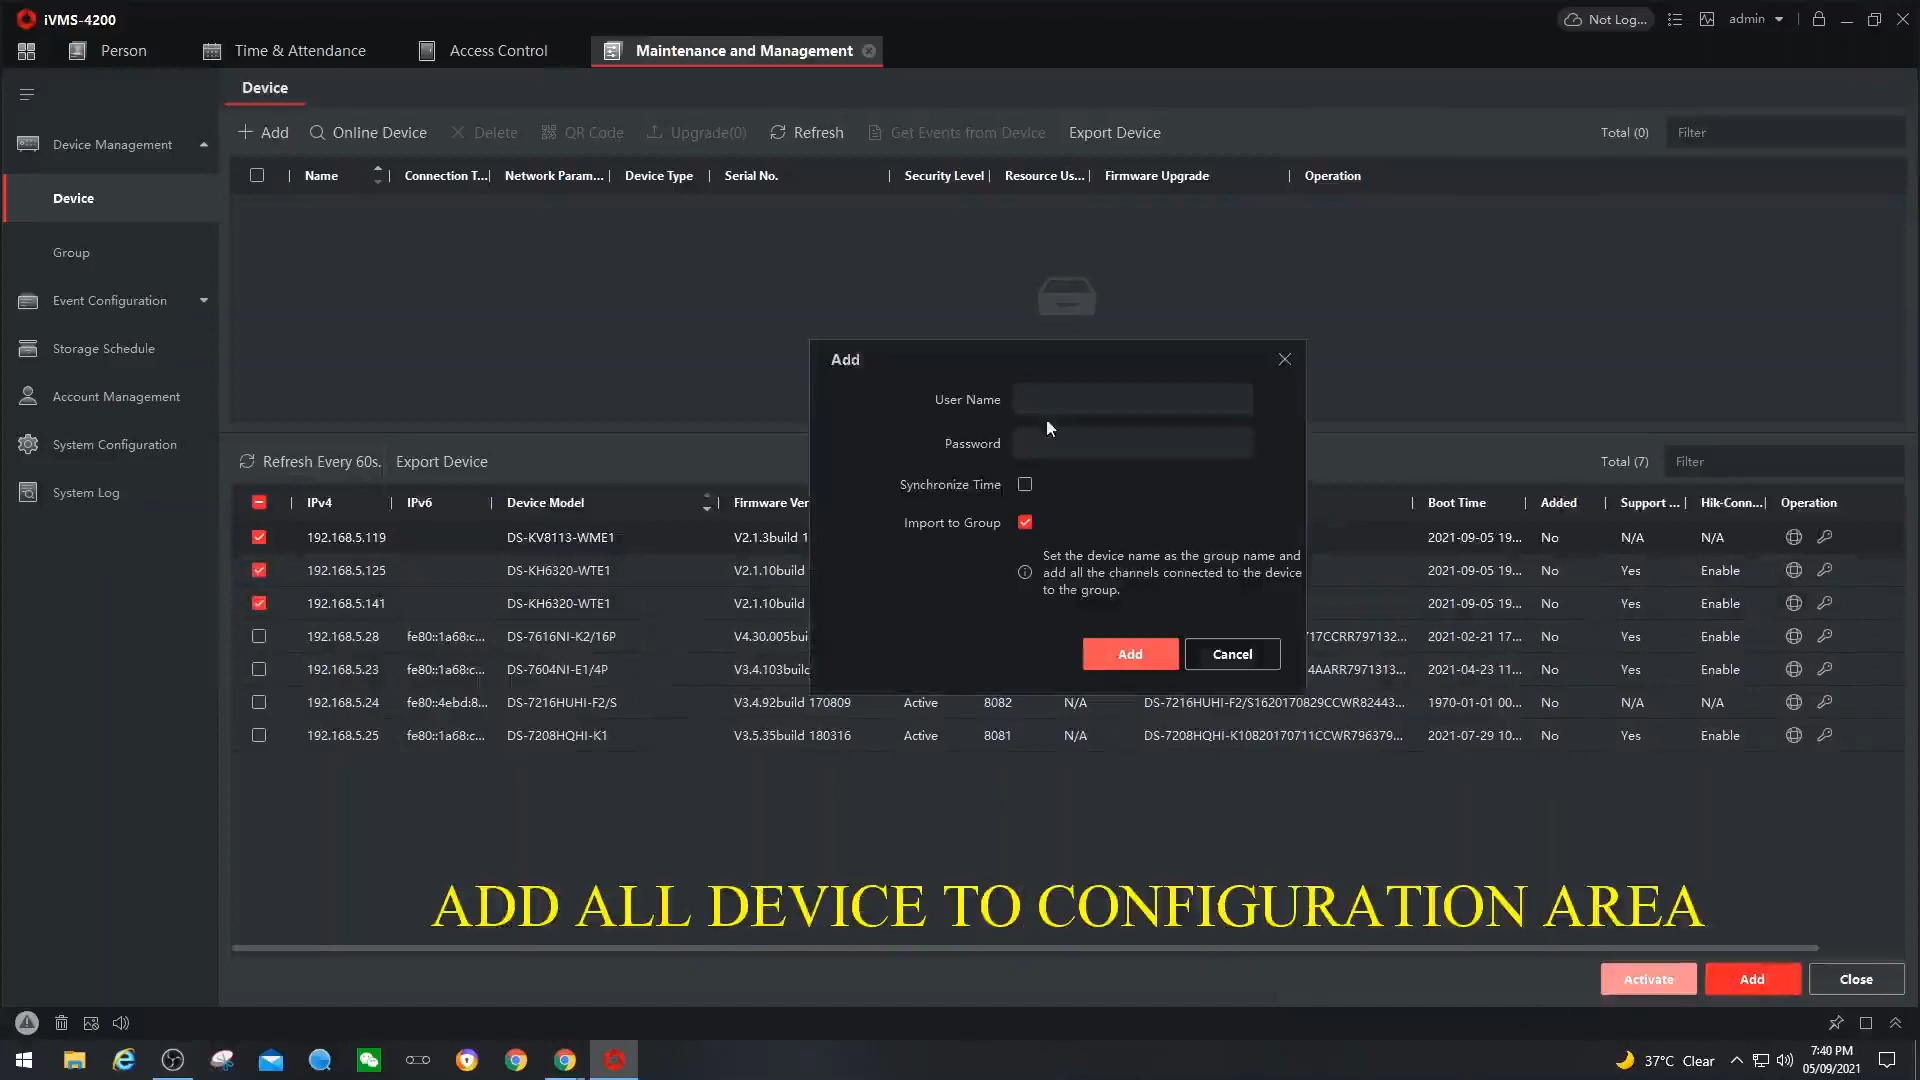 iVMS-4200
Not Log... admin
Person Time & Attendance Access Control Maintenance and Management
Device
Add Online Device Delete QR Code Upgrade(0) Refresh Get Events from Device Export Device Total (0) Filter
Name Connection T... Network Param... Device Type Serial No. Security Level Resource Us... Firmware Upgrade Operation
Device Management
Device
Group
Event Configuration
Storage Schedule
Account Management
System Configuration
System Log
Add
User Name
Password
Synchronize Time
Import to Group
Set the device name as the group name and
add all the channels connected to the device
to the group.
Add Cancel
Refresh Every 60s. Export Device Total (7) Filter
IPv4 IPv6 Device Model Firmware Ver Boot Time Added Support ... Hik-Conn... Operation
192.168.5.119 DS-KV8113-WME1 V2.1.3build 1 2021-09-05 19... No N/A N/A
192.168.5.125 DS-KH6320-WTE1 V2.1.10build 2021-09-05 19... No Yes Enable
192.168.5.141 DS-KH6320-WTE1 V2.1.10build 2021-09-05 19... No Yes Enable
192.168.5.28 fe80::1a68:c... DS-7616NI-K2/16P V4.30.005bui 17CCRR797132... 2021-02-21 17... No Yes Enable
192.168.5.23 fe80::1a68:c... DS-7604NI-E1/4P V3.4.103build 4AARR7971313... 2021-04-23 11... No Yes Enable
192.168.5.24 fe80::4ebd:8... DS-7216HUHI-F2/S V3.4.92build 170809 Active 8082 N/A DS-7216HUHI-F2/S1620170829CCWR82443... 1970-01-01 00... No N/A N/A
192.168.5.25 fe80::1a68:c... DS-7208HQHI-K1 V3.5.35build 180316 Active 8081 N/A DS-7208HQHI-K10820170711CCWR796379... 2021-07-29 10... No Yes Enable
ADD ALL DEVICE TO CONFIGURATION AREA
Activate Add Close
37°C Clear 7:40 PM
05/09/2021